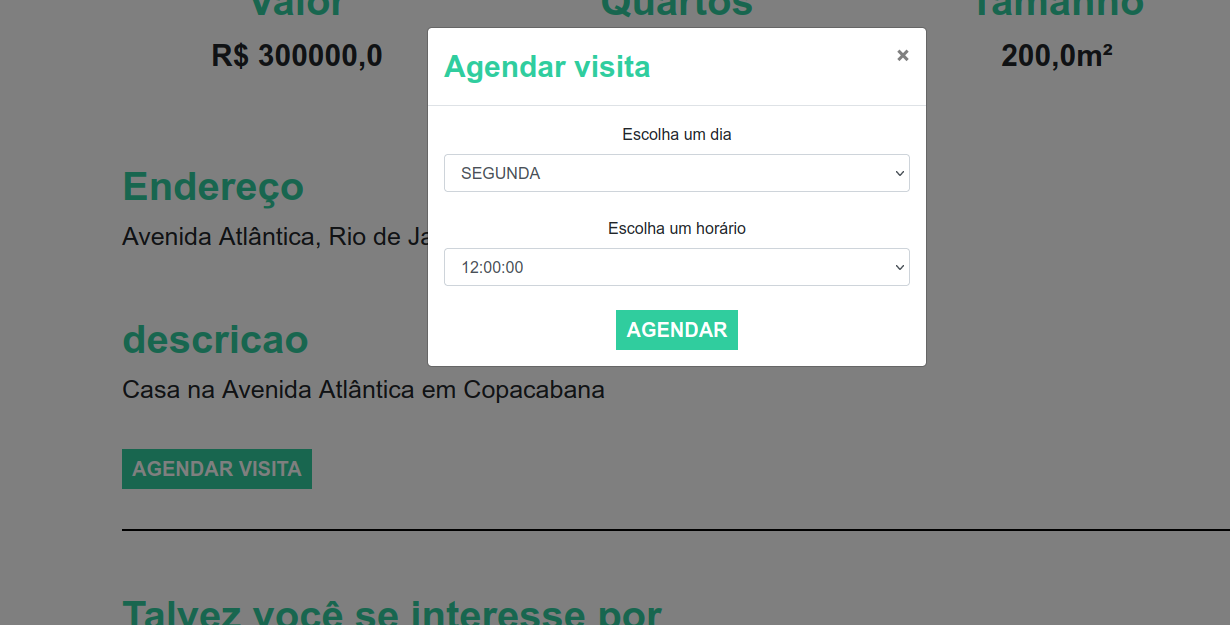 Valor
Quartos
Tamanho
R$ 300000,0
200,0m²
Agendar visita
×
Escolha um dia
SEGUNDA
Escolha um horário
12:00:00
AGENDAR
Endereço
Avenida Atlântica, Rio de Ja
descricao
Casa na Avenida Atlântica em Copacabana
AGENDAR VISITA
Talvez você se interesse por